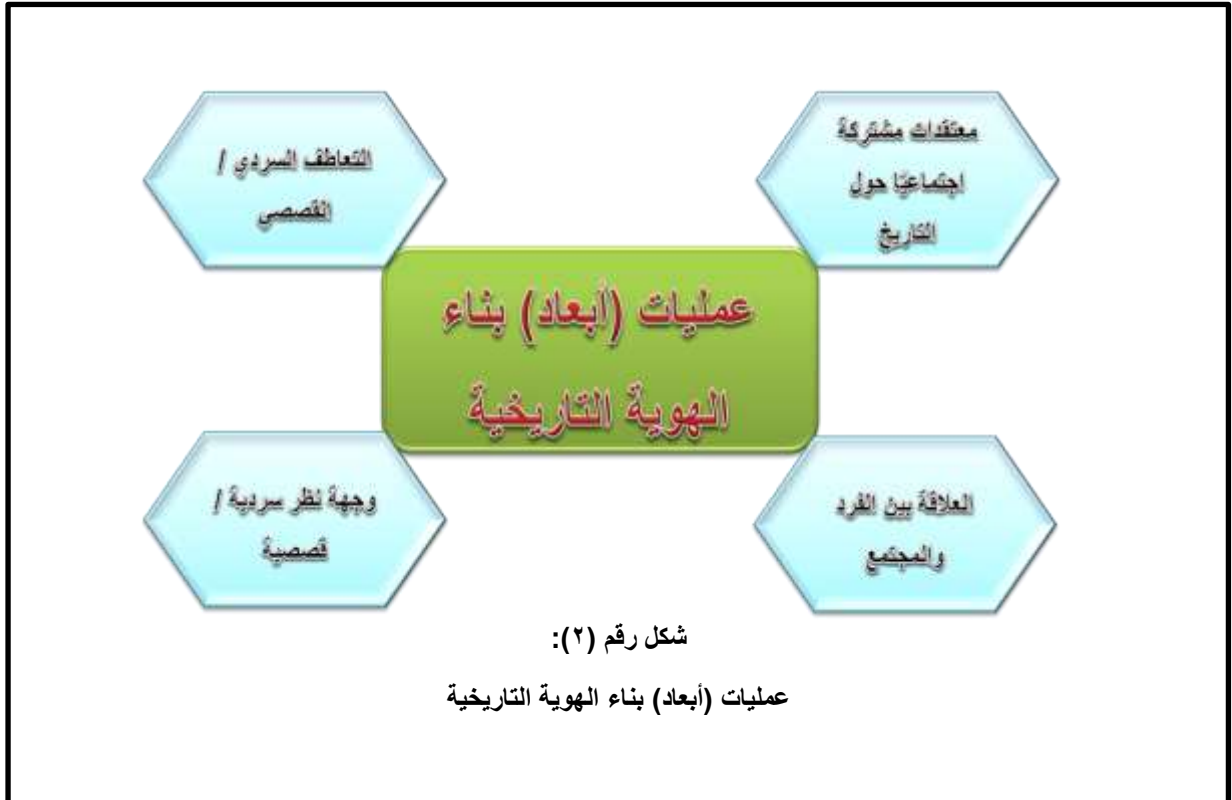 معتقدات مشتركة
اجتماعيًا حول
التاريخ
التعاطف السردي /
القصصي
عمليات (أبعاد) بناء
الهوية التاريخية
العلاقة بين الفرد
والمجتمع
وجهة نظر سردية /
قصصية
شكل رقم (٢):
عمليات (أبعاد) بناء الهوية التاريخية